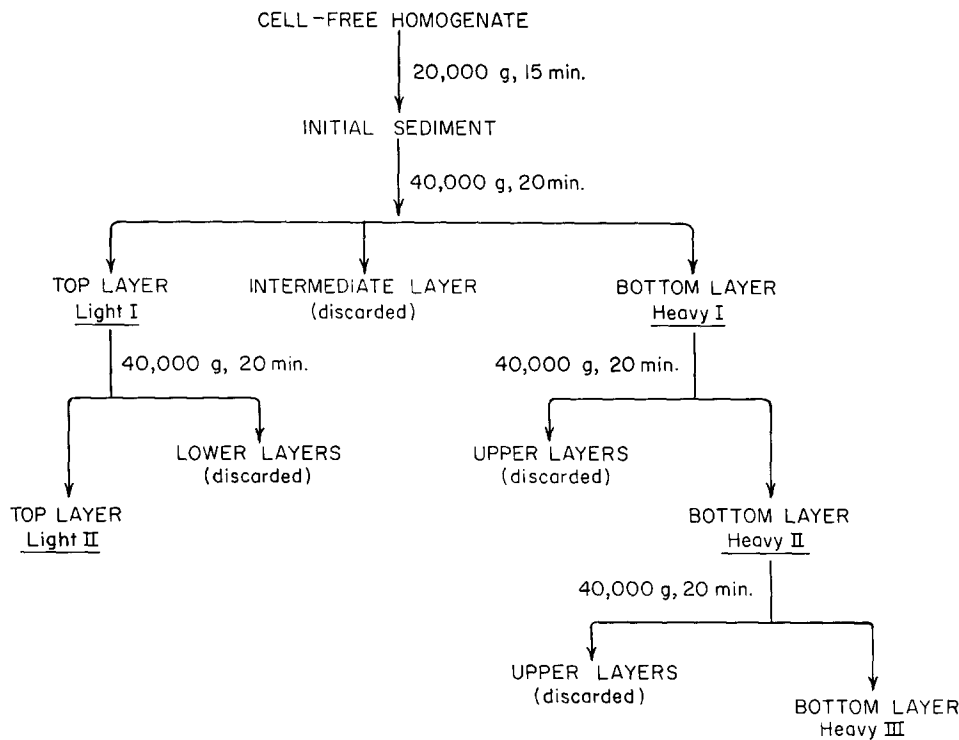 CELL-FREE HOMOGENATE
20,000 g, 15 min.
INITIAL SEDIMENT
40,000 g, 20 min.
TOP LAYER
Light I
INTERMEDIATE LAYER
(discarded)
BOTTOM LAYER
Heavy I
40,000 g, 20 min.
40,000 g, 20 min.
LOWER LAYERS
(discarded)
UPPER LAYERS
(discarded)
TOP LAYER
Light II
BOTTOM LAYER
Heavy II
40,000 g, 20 min.
UPPER LAYERS
(discarded)
BOTTOM LAYER
Heavy III